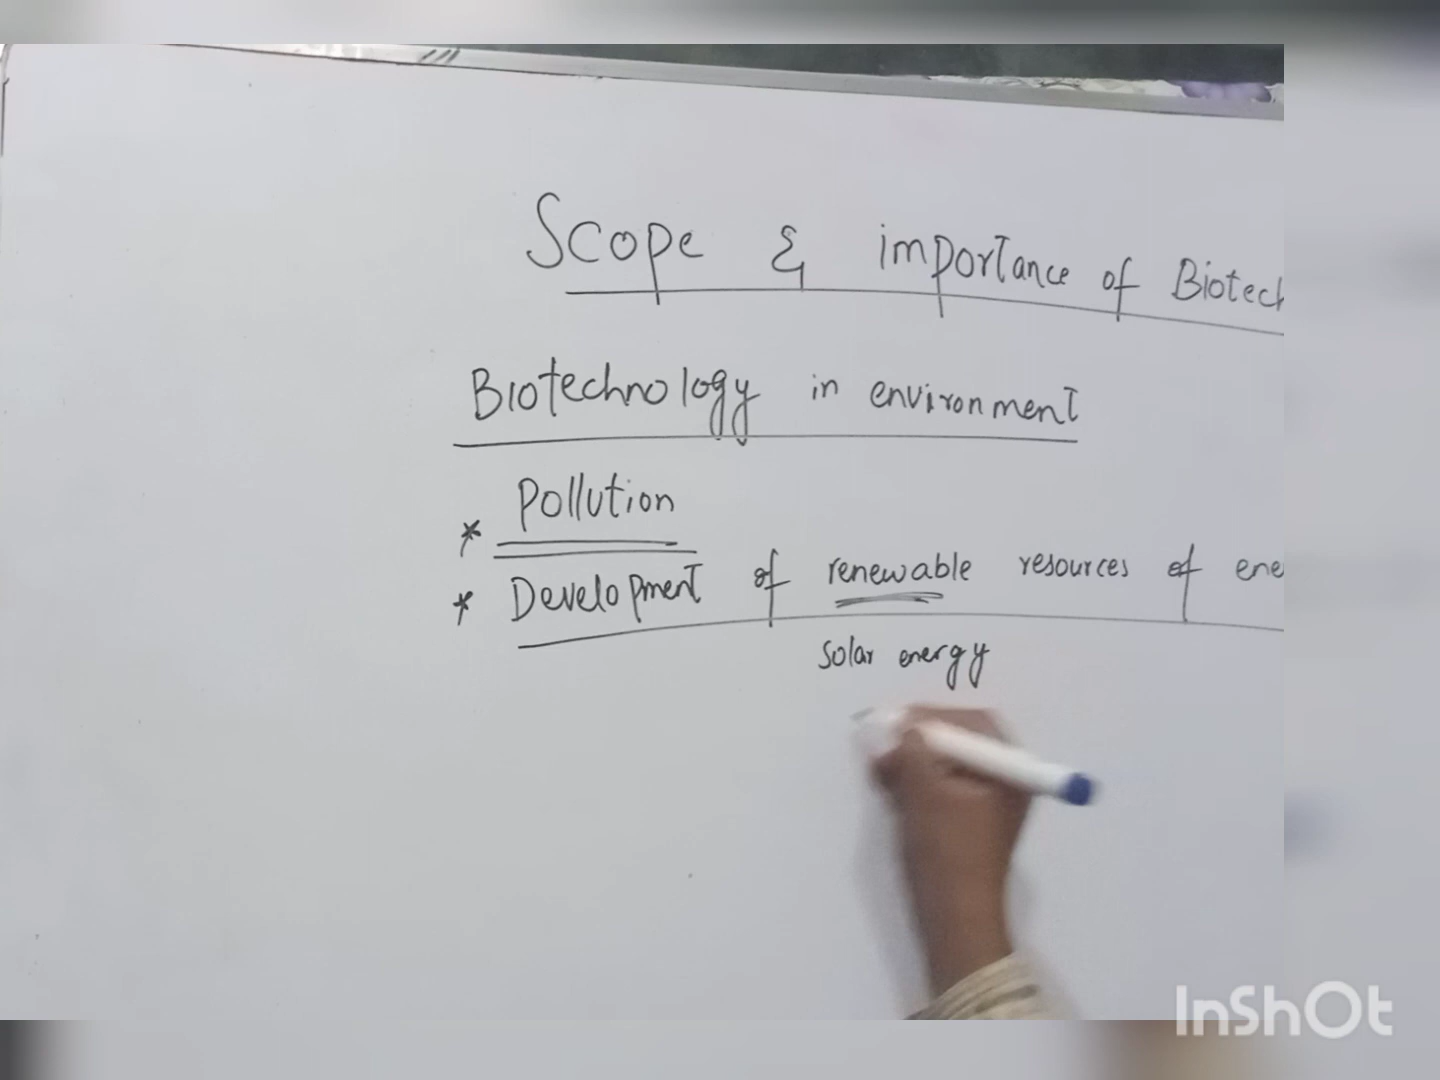 Scope & importance of Biotech
Biotechnology in environment
* Pollution
* Development of renewable resources of ene
solar energy
InShOt